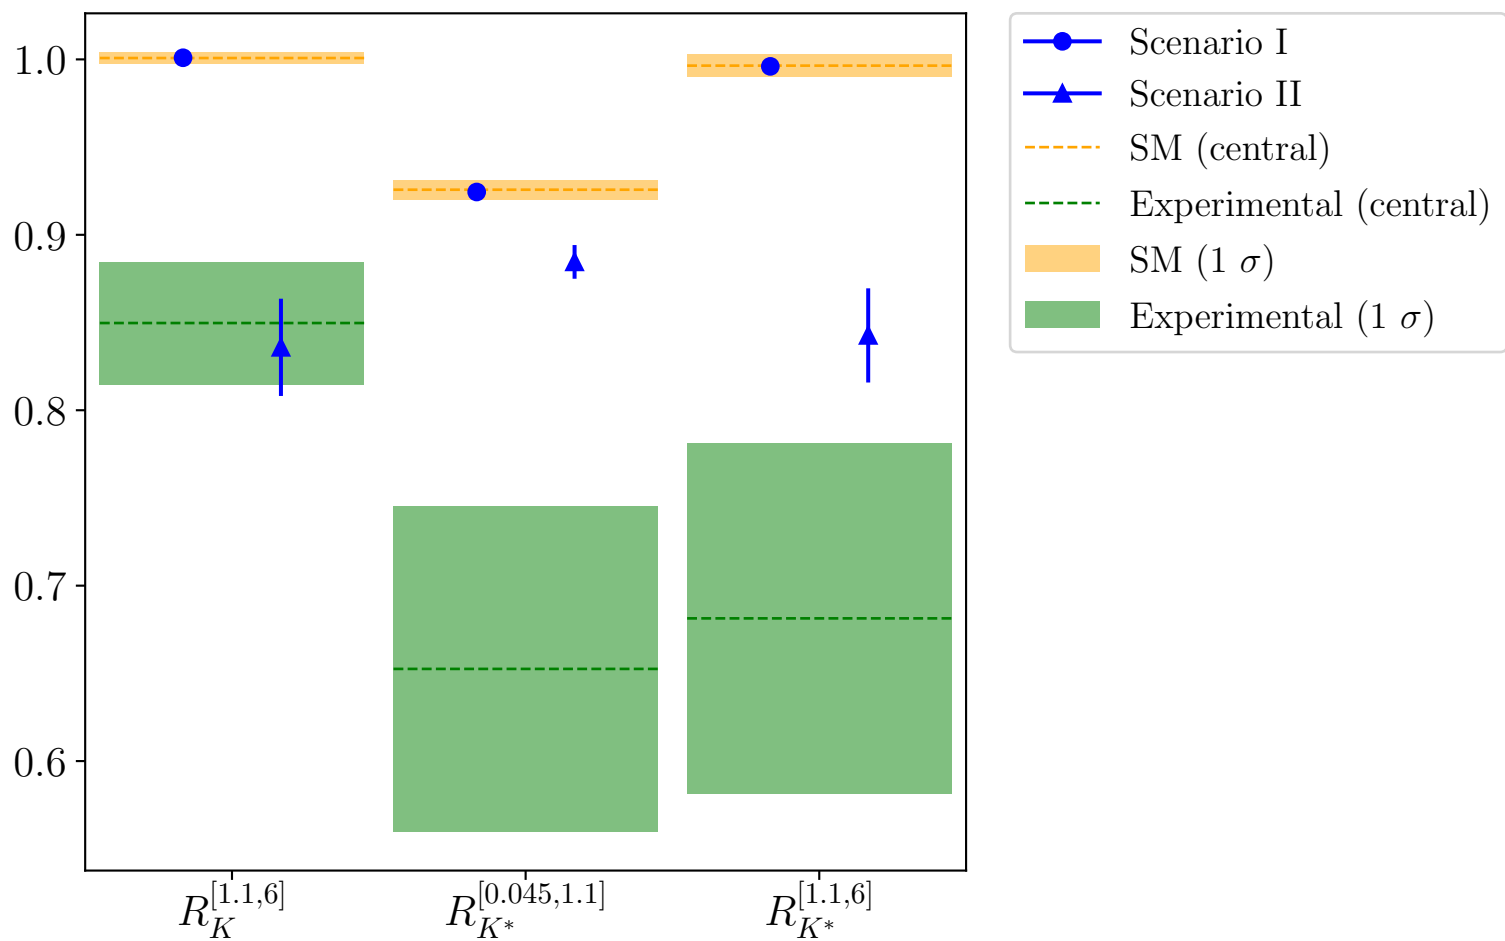 1.0
0.9
0.8
0.7
0.6
R_K^{[1.1,6]}
R_{K^*}^{[0.045,1.1]}
R_{K^*}^{[1.1,6]}
Scenario I
Scenario II
SM (central)
Experimental (central)
SM (1 σ)
Experimental (1 σ)